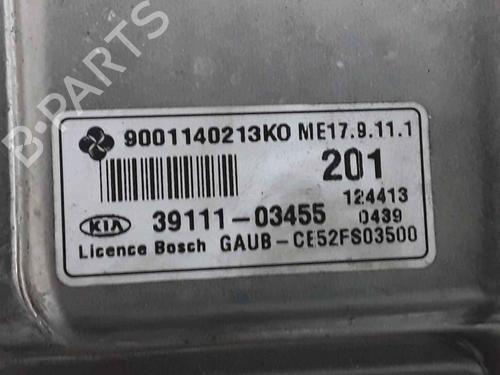 B-PARTS
9001140213KO ME17.9.11.1
201
124413
KIA 39111-03455 0439
Licence Bosch GAUB-CE52FS03500